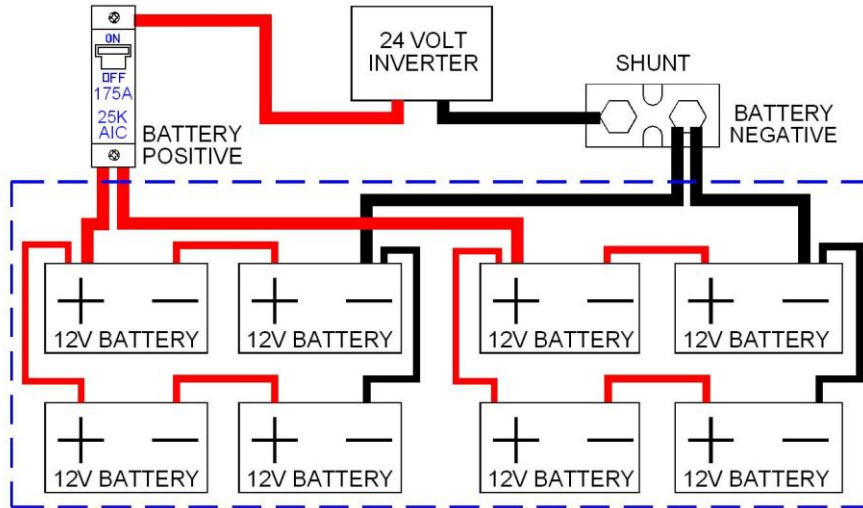 ON
OFF
175A
25K
AIC
BATTERY
POSITIVE
24 VOLT
INVERTER
SHUNT
BATTERY
NEGATIVE
12V BATTERY
12V BATTERY
12V BATTERY
12V BATTERY
12V BATTERY
12V BATTERY
12V BATTERY
12V BATTERY